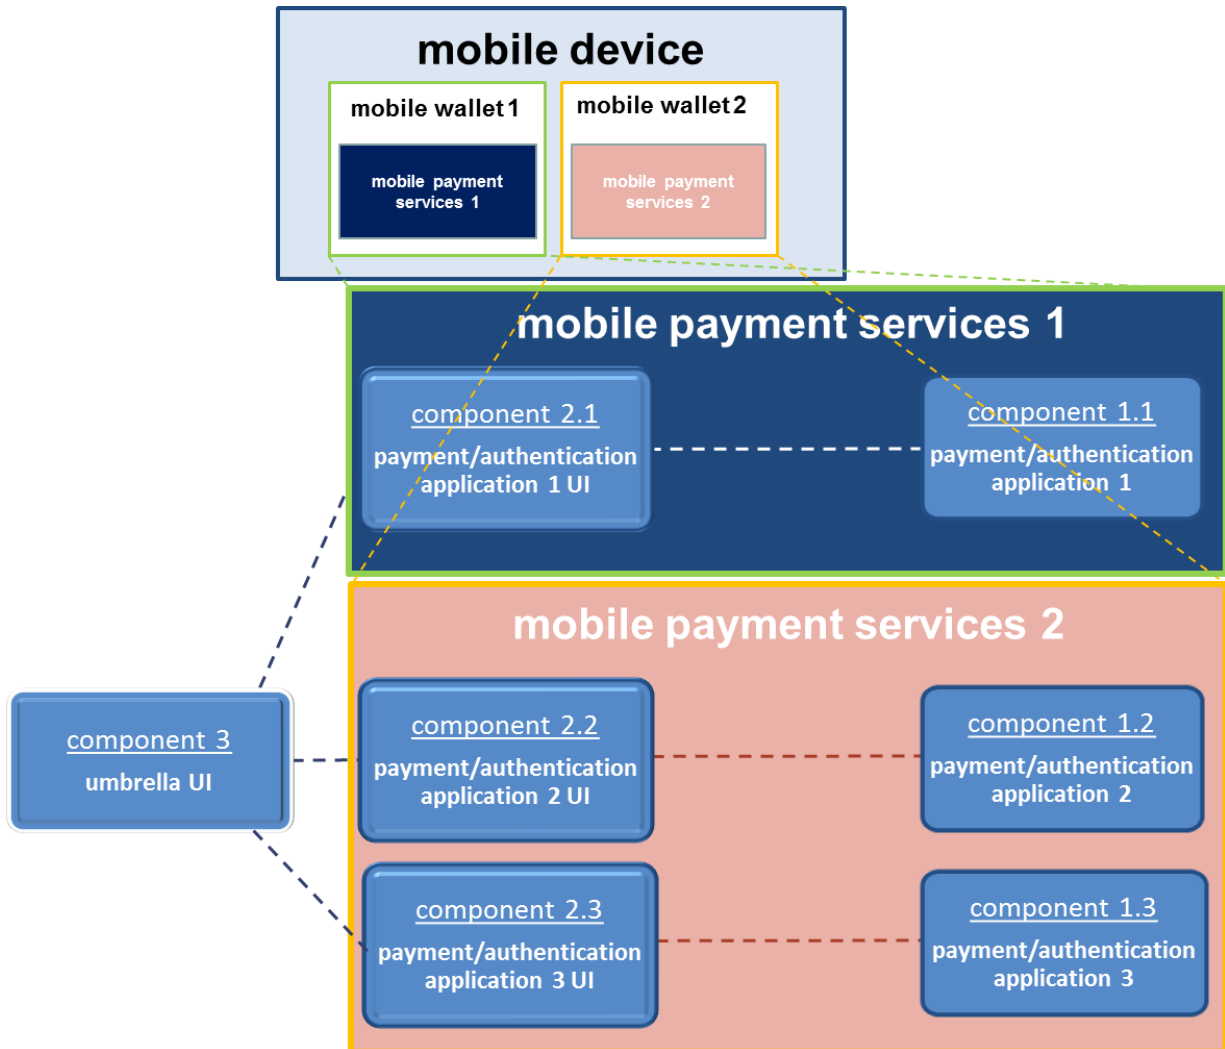 mobile device
mobile wallet 1
mobile wallet 2
mobile payment
services 1
mobile payment
services 2
mobile payment services 1
component 2.1
payment/authentication
application 1 UI
component 1.1
payment/authentication
application 1
mobile payment services 2
component 3
umbrella UI
component 2.2
payment/authentication
application 2 UI
component 1.2
payment/authentication
application 2
component 2.3
payment/authentication
application 3 UI
component 1.3
payment/authentication
application 3